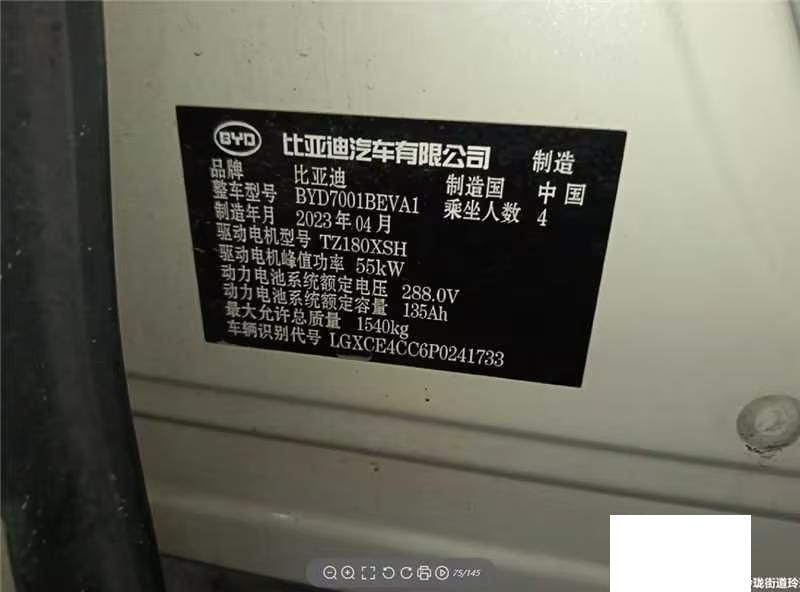 BYD 比亚迪汽车有限公司 制造
品牌 比亚迪 制造国 中国
整车型号 BYD7001BEVA1 乘坐人数 4
制造年月 2023年04月
驱动电机型号 TZ180XSH
驱动电机峰值功率 55kW
动力电池系统额定电压 288.0V
动力电池系统额定容量 135Ah
最大允许总质量 1540kg
车辆识别代号 LGXCE4CC6P0241733
75/145
珑街道玲